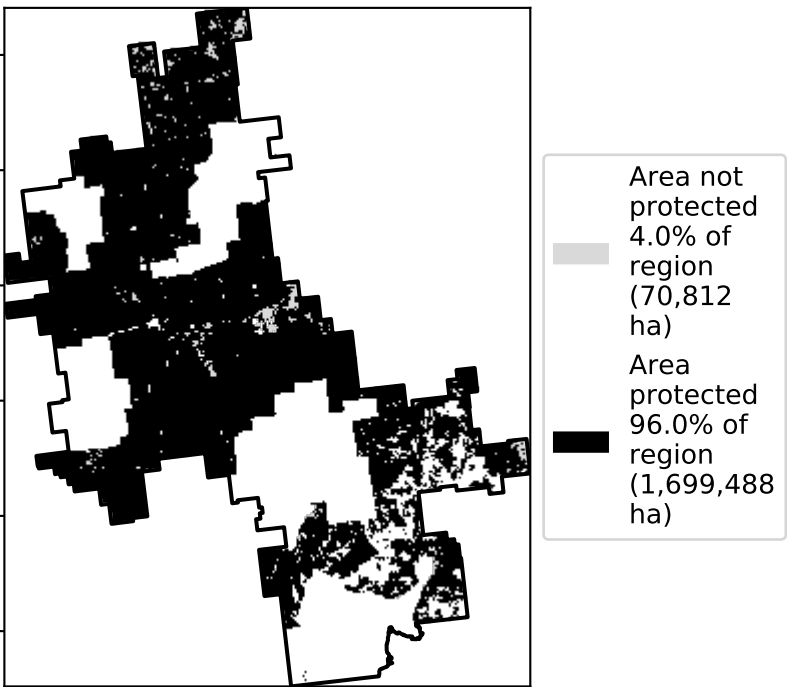 Area not
protected
4.0% of
region
(70,812
ha)
Area
protected
96.0% of
region
(1,699,488
ha)